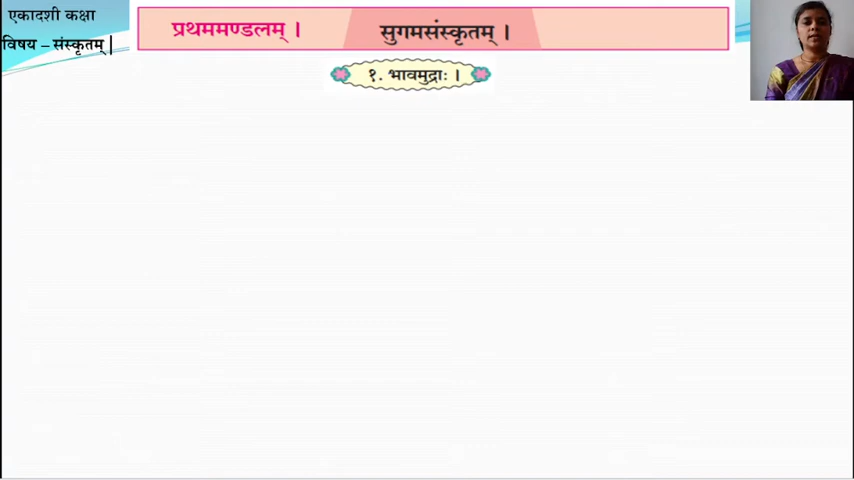 एकादशी कक्षा
विषय – संस्कृतम् |
प्रथममण्डलम् ।
सुगमसंस्कृतम् ।
१. भावमुद्राः ।